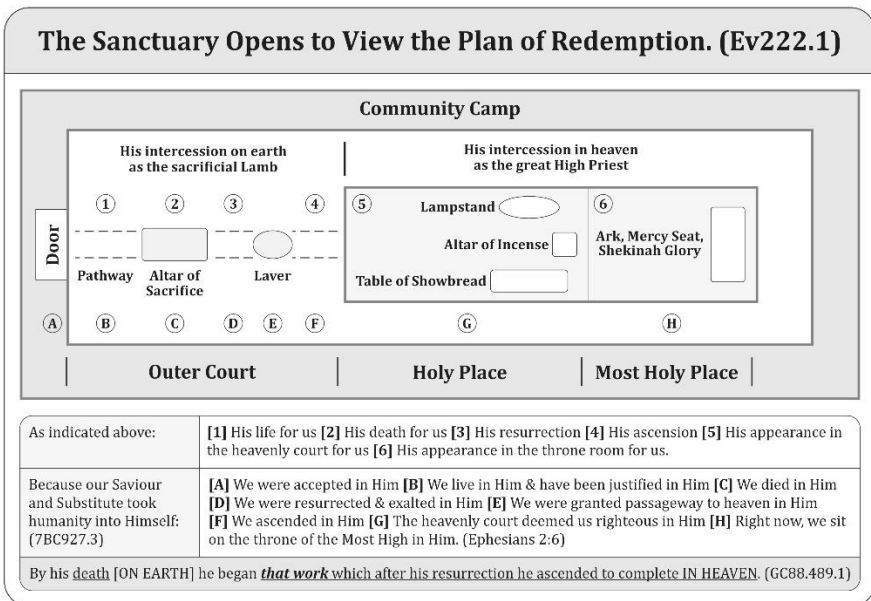 The Sanctuary Opens to View the Plan of Redemption. (Ev222.1)
Community Camp
His intercession on earth
as the sacrificial Lamb
His intercession in heaven
as the great High Priest
1 2 3 4 5 6
Door
Pathway
Altar of
Sacrifice
Laver
Lampstand
Altar of Incense
Table of Showbread
Ark, Mercy Seat,
Shekinah Glory
A B C D E F G H
Outer Court
Holy Place
Most Holy Place
As indicated above:
[1] His life for us [2] His death for us [3] His resurrection [4] His ascension [5] His appearance in
the heavenly court for us [6] His appearance in the throne room for us.
Because our Saviour
and Substitute took
humanity into Himself:
(7BC927.3)
[A] We were accepted in Him [B] We live in Him & have been justified in Him [C] We died in Him
[D] We were resurrected & exalted in Him [E] We were granted passageway to heaven in Him
[F] We ascended in Him [G] The heavenly court deemed us righteous in Him [H] Right now, we sit
on the throne of the Most High in Him. (Ephesians 2:6)
By his death [ON EARTH] he began that work which after his resurrection he ascended to complete IN HEAVEN. (GC88.489.1)